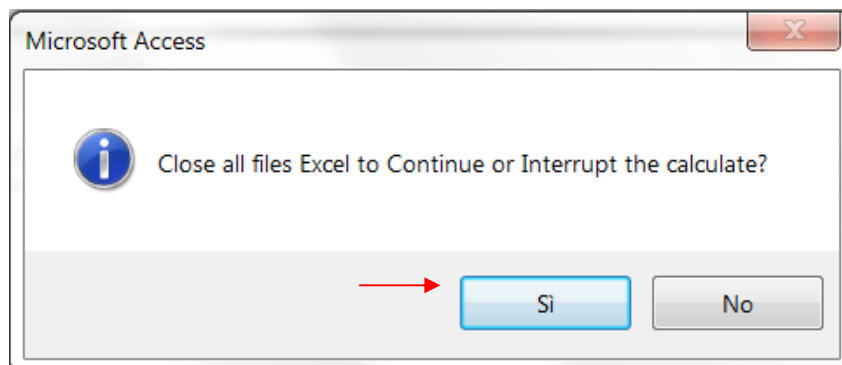 Microsoft Access
Close all files Excel to Continue or Interrupt the calculate?
Sì
No